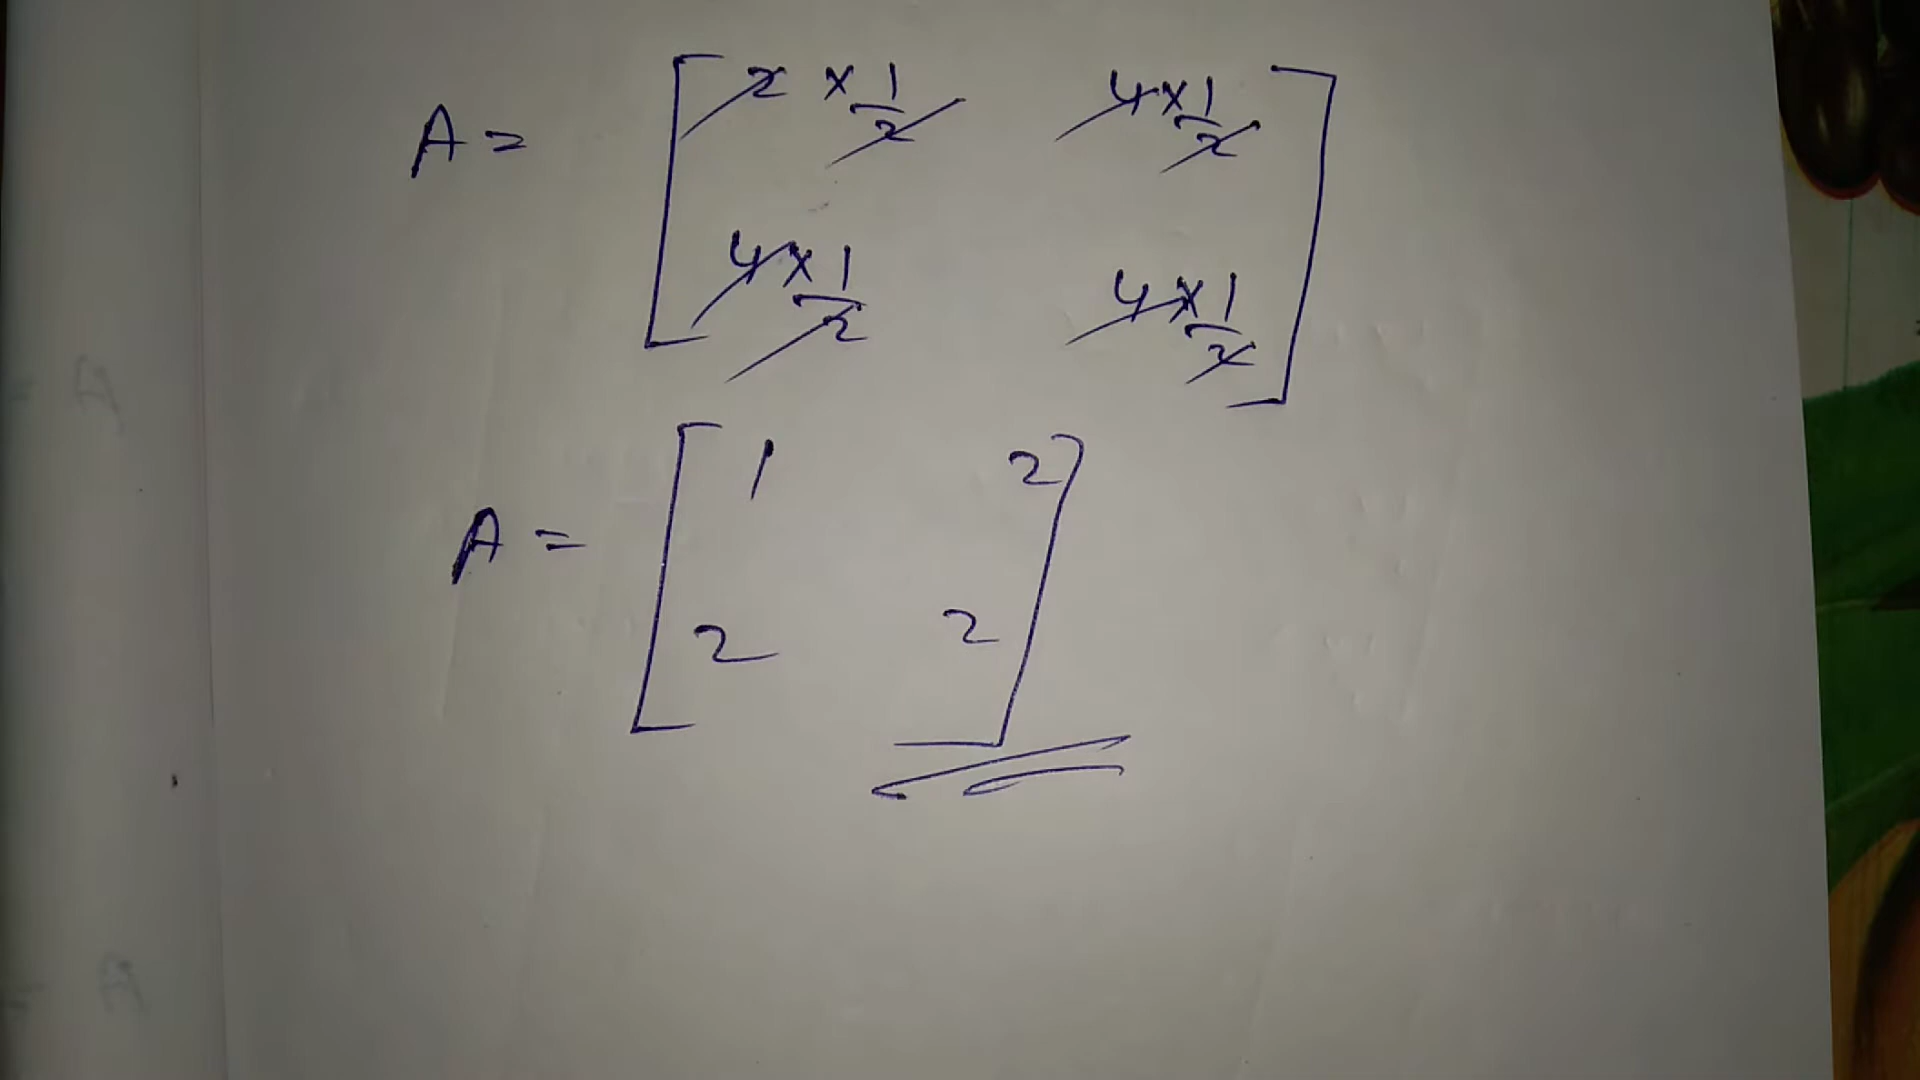 A = [ 2 × 1/2   4 × 1/2
4 × 1/2   4 × 1/2 ]
A = [ 1   2
2   2 ]